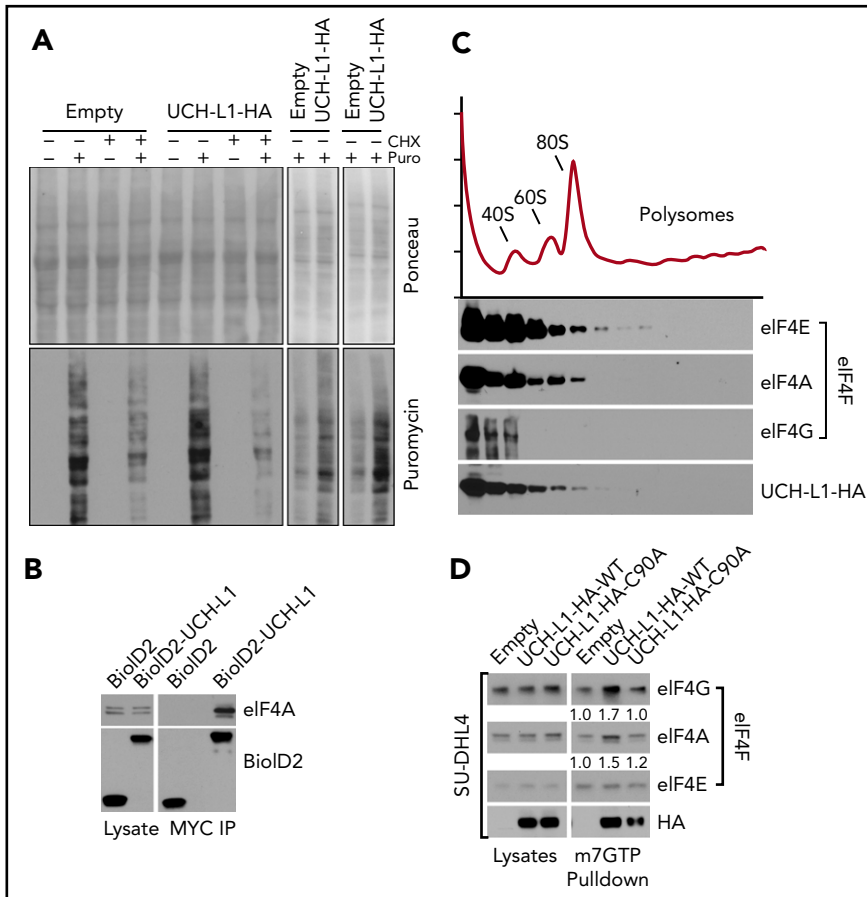 A
Empty
UCH-L1-HA
Empty
UCH-L1-HA
Empty
UCH-L1-HA
– – + + – – + + CHX
– + – + – + – + + + + + Puro
Ponceau
Puromycin
B
BioID2
BioID2-UCH-L1
BioID2
BioID2-UCH-L1
eIF4A
BioID2
Lysate MYC IP
C
40S
60S
80S
Polysomes
eIF4E
eIF4A
eIF4G
eIF4F
UCH-L1-HA
D
Empty
UCH-L1-HA-WT
UCH-L1-HA-C90A
Empty
UCH-L1-HA-WT
UCH-L1-HA-C90A
SU-DHL4
eIF4G
1.0 1.7 1.0
eIF4A
1.0 1.5 1.2
eIF4E
eIF4F
HA
Lysates m7GTP
Pulldown